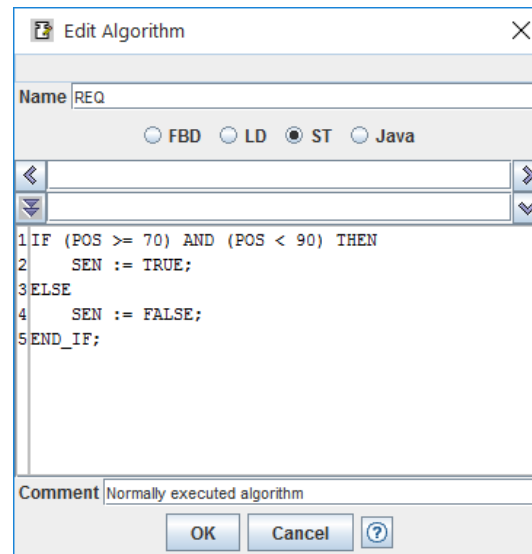 Edit Algorithm
Name REQ
FBD LD ST Java
1 IF (POS >= 70) AND (POS < 90) THEN
2     SEN := TRUE;
3 ELSE
4     SEN := FALSE;
5 END_IF;
Comment Normally executed algorithm
OK Cancel ?